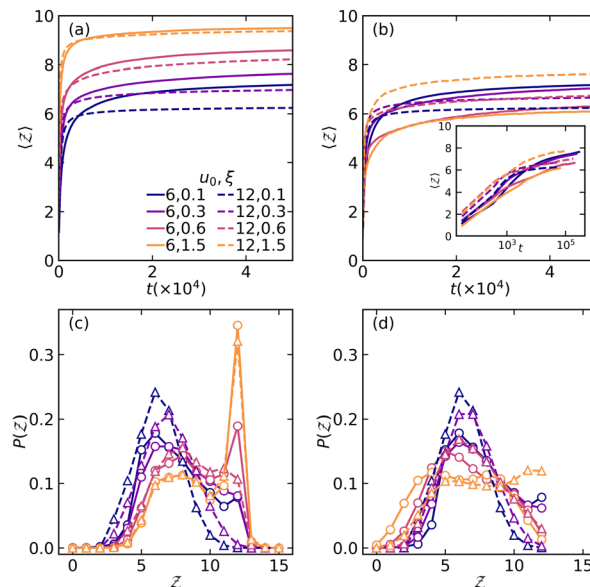 10
8
6
4
2
0
⟨Z⟩
(a)
u₀, ξ
6,0.1 12,0.1
6,0.3 12,0.3
6,0.6 12,0.6
6,1.5 12,1.5
0 2 4
t(×10⁴)
10
8
6
4
2
0
⟨Z⟩
(b)
10
8
6
4
2
0
⟨Z⟩
10³ 10⁵
t
0 2 4
t(×10⁴)
0.3
0.2
0.1
0.0
P(Z)
(c)
0 5 10 15
Z
0.3
0.2
0.1
0.0
P(Z)
(d)
0 5 10 15
Z